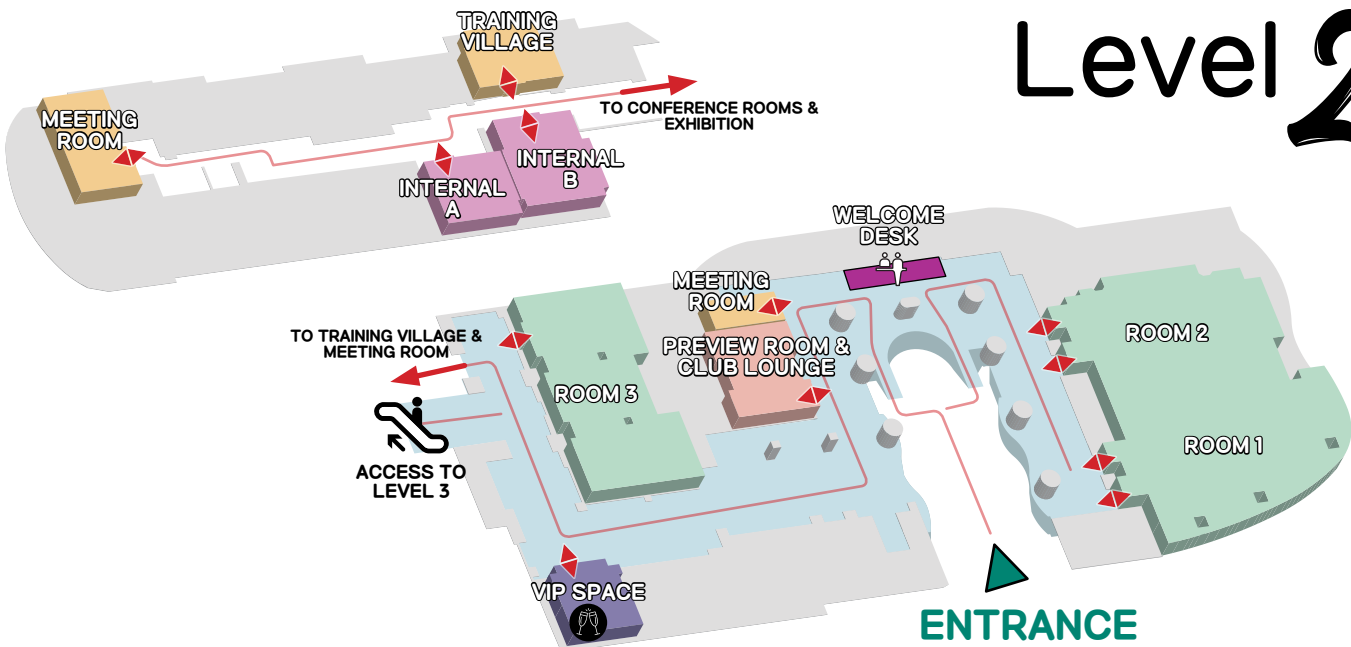 Level 2
TRAINING
VILLAGE
MEETING
ROOM
TO CONFERENCE ROOMS &
EXHIBITION
INTERNAL
B
INTERNAL
A
WELCOME
DESK
MEETING
ROOM
PREVIEW ROOM &
CLUB LOUNGE
ROOM 2
ROOM 1
TO TRAINING VILLAGE &
MEETING ROOM
ROOM 3
ACCESS TO
LEVEL 3
VIP SPACE
ENTRANCE